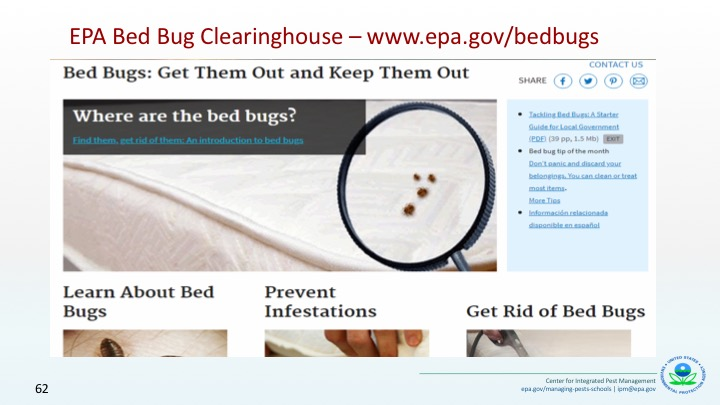 EPA Bed Bug Clearinghouse – www.epa.gov/bedbugs
CONTACT US
Bed Bugs: Get Them Out and Keep Them Out
SHARE
Where are the bed bugs?
Find them, get rid of them: An introduction to bed bugs
Tackling Bed Bugs: A Starter
Guide for Local Government
(PDF) (39 pp, 1.5 Mb) EXIT
Bed bug tip of the month
Don't panic and discard your
belongings. You can clean or treat
most items.
More Tips
Información relacionada
disponible en español
Learn About Bed
Bugs
Prevent
Infestations
Get Rid of Bed Bugs
62
Center for Integrated Pest Management
epa.gov/managing-pests-schools | ipm@epa.gov
UNITED STATES
ENVIRONMENTAL PROTECTION AGENCY